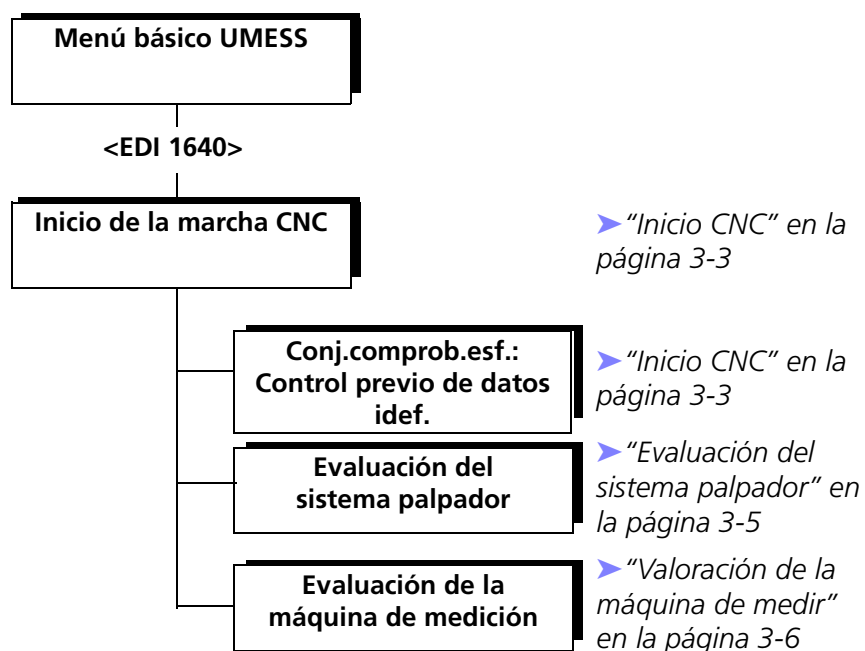 Menú básico UMESS
<EDI 1640>
Inicio de la marcha CNC
➤ “Inicio CNC” en la
página 3-3
Conj.comprob.esf.:
Control previo de datos
idef.
➤ “Inicio CNC” en la
página 3-3
Evaluación del
sistema palpador
➤ “Evaluación del
sistema palpador” en
la página 3-5
Evaluación de la
máquina de medición
➤ “Valoración de la
máquina de medir”
en la página 3-6